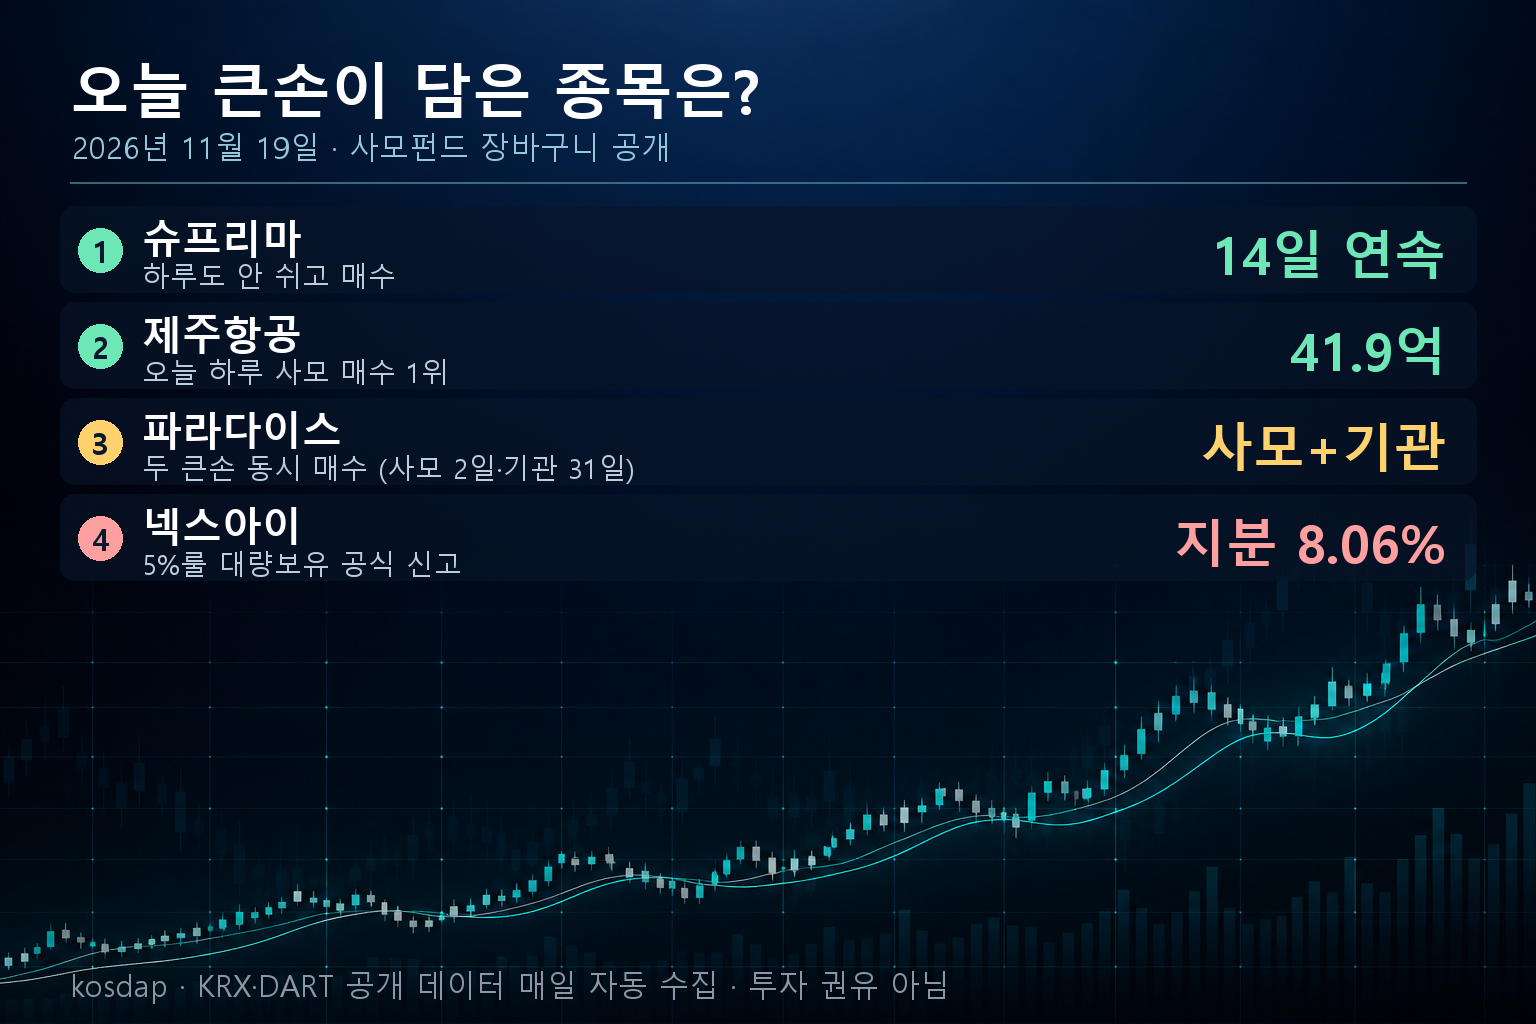 오늘 큰손이 담은 종목은?
2026년 11월 19일 · 사모펀드 장바구니 공개
1 슈프리마 14일 연속
하루도 안 쉬고 매수
2 제주항공 41.9억
오늘 하루 사모 매수 1위
3 파라다이스 사모+기관
두 큰손 동시 매수 (사모 2일·기관 31일)
4 넥스아이 지분 8.06%
5%룰 대량보유 공식 신고
kosdap · KRX·DART 공개 데이터 매일 자동 수집 · 투자 권유 아님